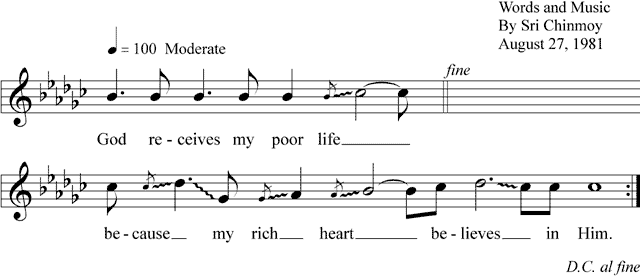 Words and Music
By Sri Chinmoy
August 27, 1981
♩ = 100 Moderate
fine
God re - ceives my poor life
be - cause my rich heart be - lieves in Him.
D.C. al fine